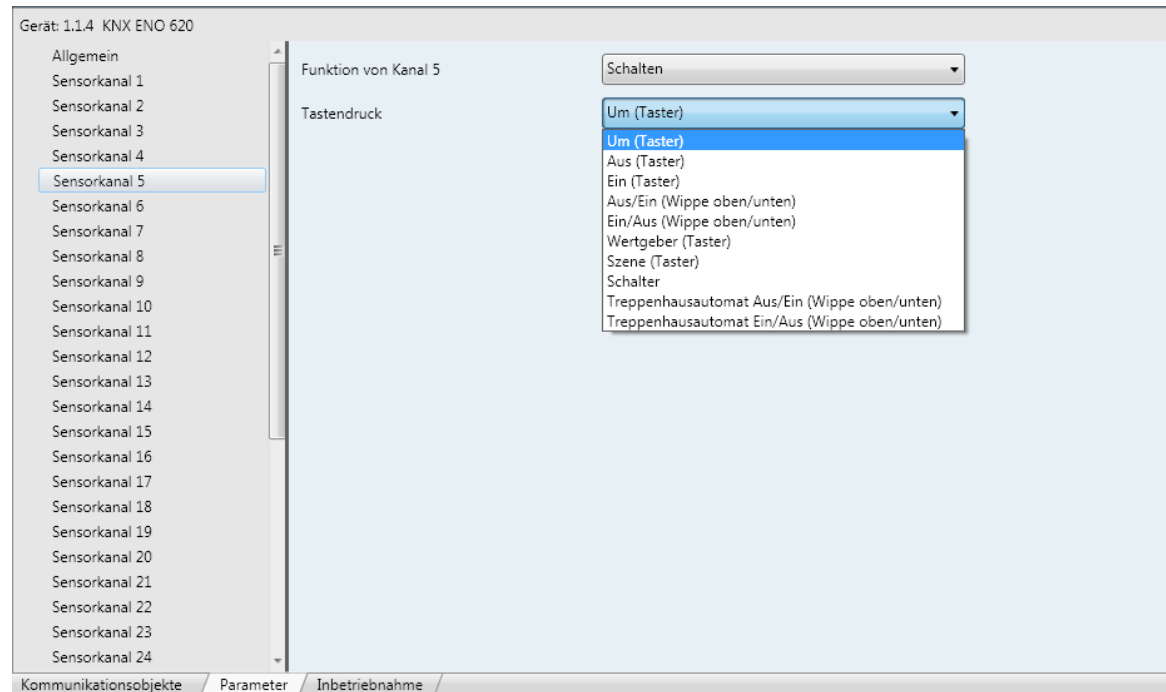 Gerät: 1.1.4 KNX ENO 620
Allgemein
Sensorkanal 1
Sensorkanal 2
Sensorkanal 3
Sensorkanal 4
Sensorkanal 5
Sensorkanal 6
Sensorkanal 7
Sensorkanal 8
Sensorkanal 9
Sensorkanal 10
Sensorkanal 11
Sensorkanal 12
Sensorkanal 13
Sensorkanal 14
Sensorkanal 15
Sensorkanal 16
Sensorkanal 17
Sensorkanal 18
Sensorkanal 19
Sensorkanal 20
Sensorkanal 21
Sensorkanal 22
Sensorkanal 23
Sensorkanal 24
Funktion von Kanal 5 Schalten
Tastendruck Um (Taster)
Um (Taster)
Aus (Taster)
Ein (Taster)
Aus/Ein (Wippe oben/unten)
Ein/Aus (Wippe oben/unten)
Wertgeber (Taster)
Szene (Taster)
Schalter
Treppenhausautomat Aus/Ein (Wippe oben/unten)
Treppenhausautomat Ein/Aus (Wippe oben/unten)
Kommunikationsobjekte / Parameter / Inbetriebnahme /